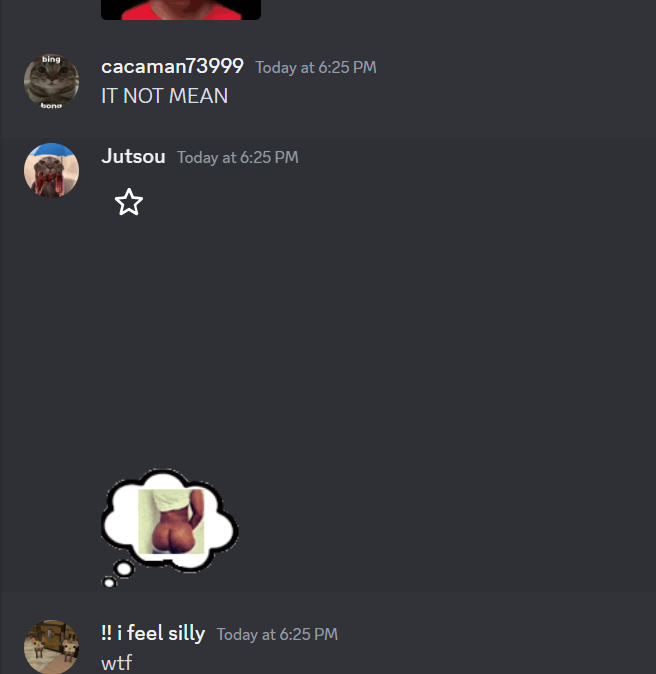 bing
bong
cacaman73999 Today at 6:25 PM
IT NOT MEAN
Jutsou Today at 6:25 PM
!! i feel silly Today at 6:25 PM
wtf